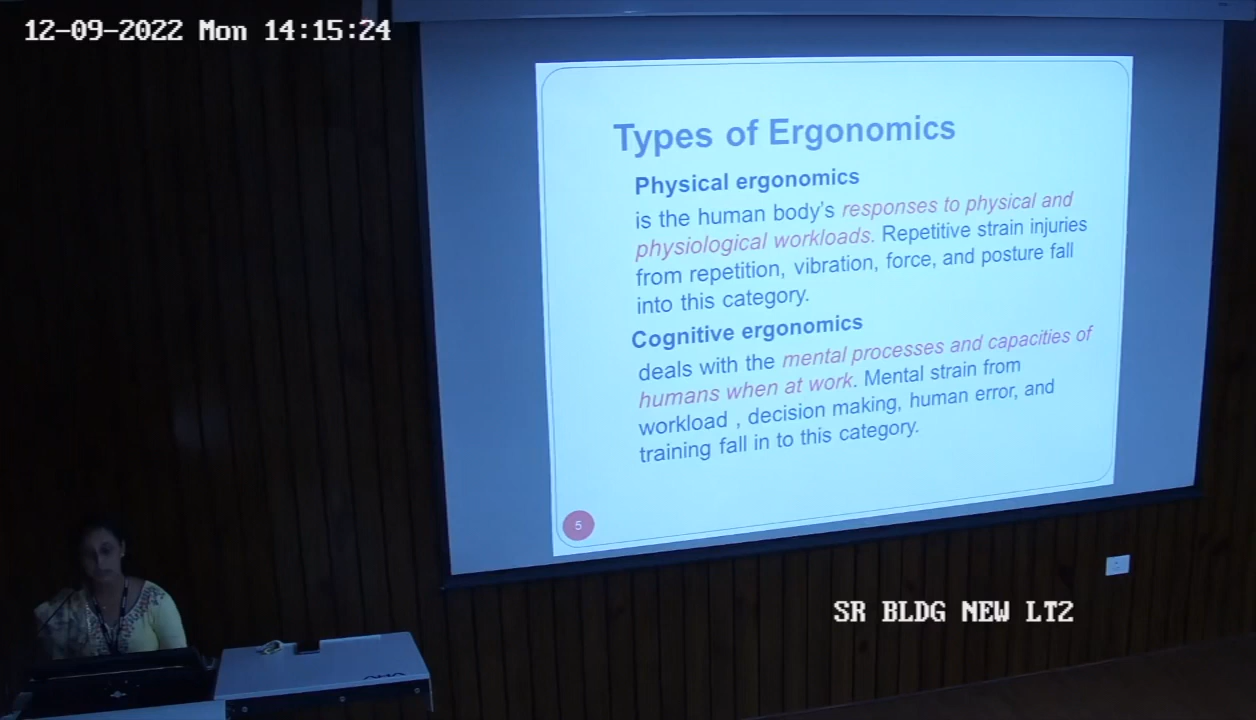 12-09-2022 Mon 14:15:24
Types of Ergonomics
Physical ergonomics
is the human body's responses to physical and
physiological workloads. Repetitive strain injuries
from repetition, vibration, force, and posture fall
into this category.
Cognitive ergonomics
deals with the mental processes and capacities of
humans when at work. Mental strain from
workload , decision making, human error, and
training fall in to this category.
5
SR BLDG NEW LT2